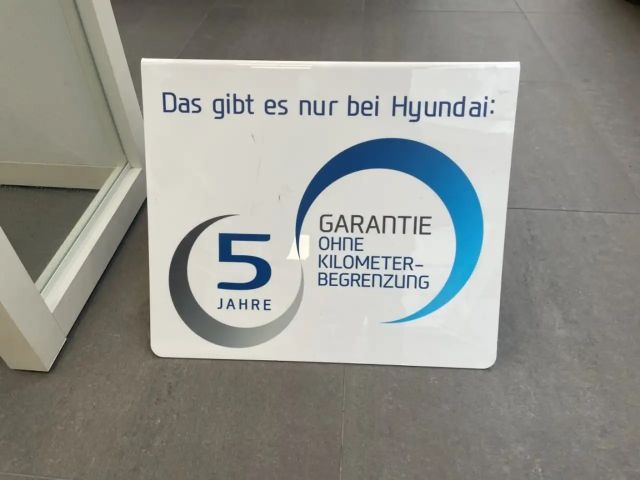 Das gibt es nur bei Hyundai:
5
JAHRE
GARANTIE
OHNE
KILOMETER-
BEGRENZUNG